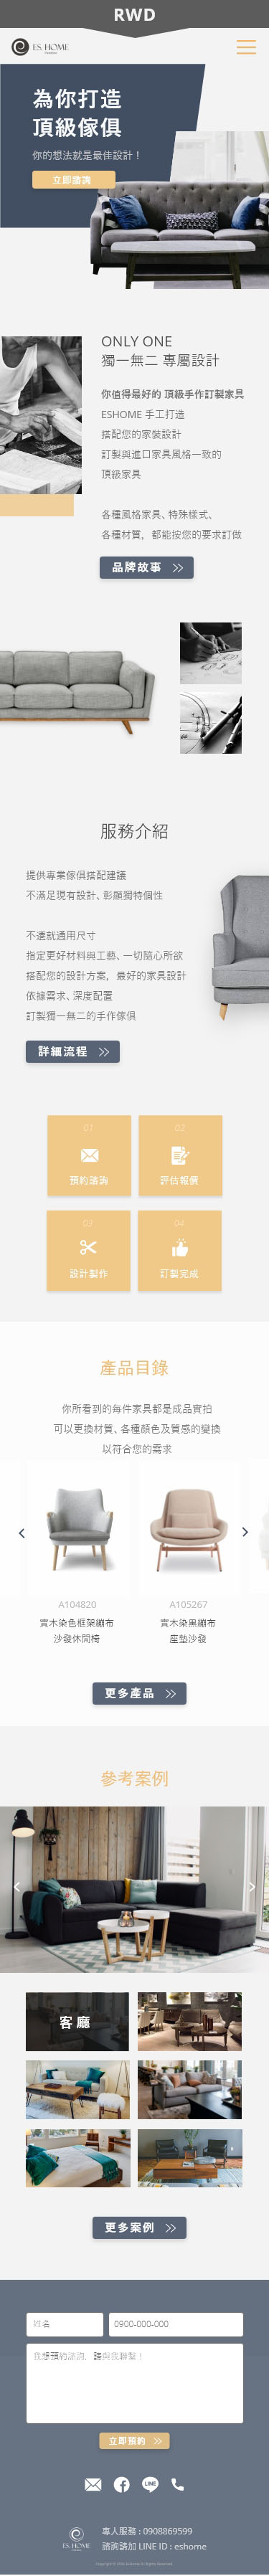 RWD
ES. HOME
為你打造
頂級傢俱
你的想法就是最佳設計！
立即諮詢
ONLY ONE
獨一無二 專屬設計
你值得最好的 頂級手作訂製家具
ESHOME 手工打造
搭配您的家裝設計
訂製與進口家具風格一致的
頂級家具
各種風格家具、特殊樣式、
各種材質，都能按您的要求訂做
品牌故事
服務介紹
提供專業傢俱搭配建議
不滿足現有設計、彰顯獨特個性
不遷就通用尺寸
指定更好材料與工藝、一切隨心所欲
搭配您的設計方案，最好的家具設計
依據需求、深度配置
訂製獨一無二的手作傢俱
詳細流程
01
02
預約諮詢
評估報價
03
04
設計製作
訂製完成
產品目錄
你所看到的每件家具都是成品實拍
可以更換材質、各種顏色及質感的變換
以符合您的需求
A104820
A105267
實木染色框架繃布
沙發休閒椅
實木染黑繃布
座墊沙發
更多產品
參考案例
客廳
更多案例
姓名
0900-000-000
我想預約諮詢，請與我聯繫！
立即預約
LINE
ES. HOME
專人服務 : 0908869599
諮詢請加 LINE ID : eshome